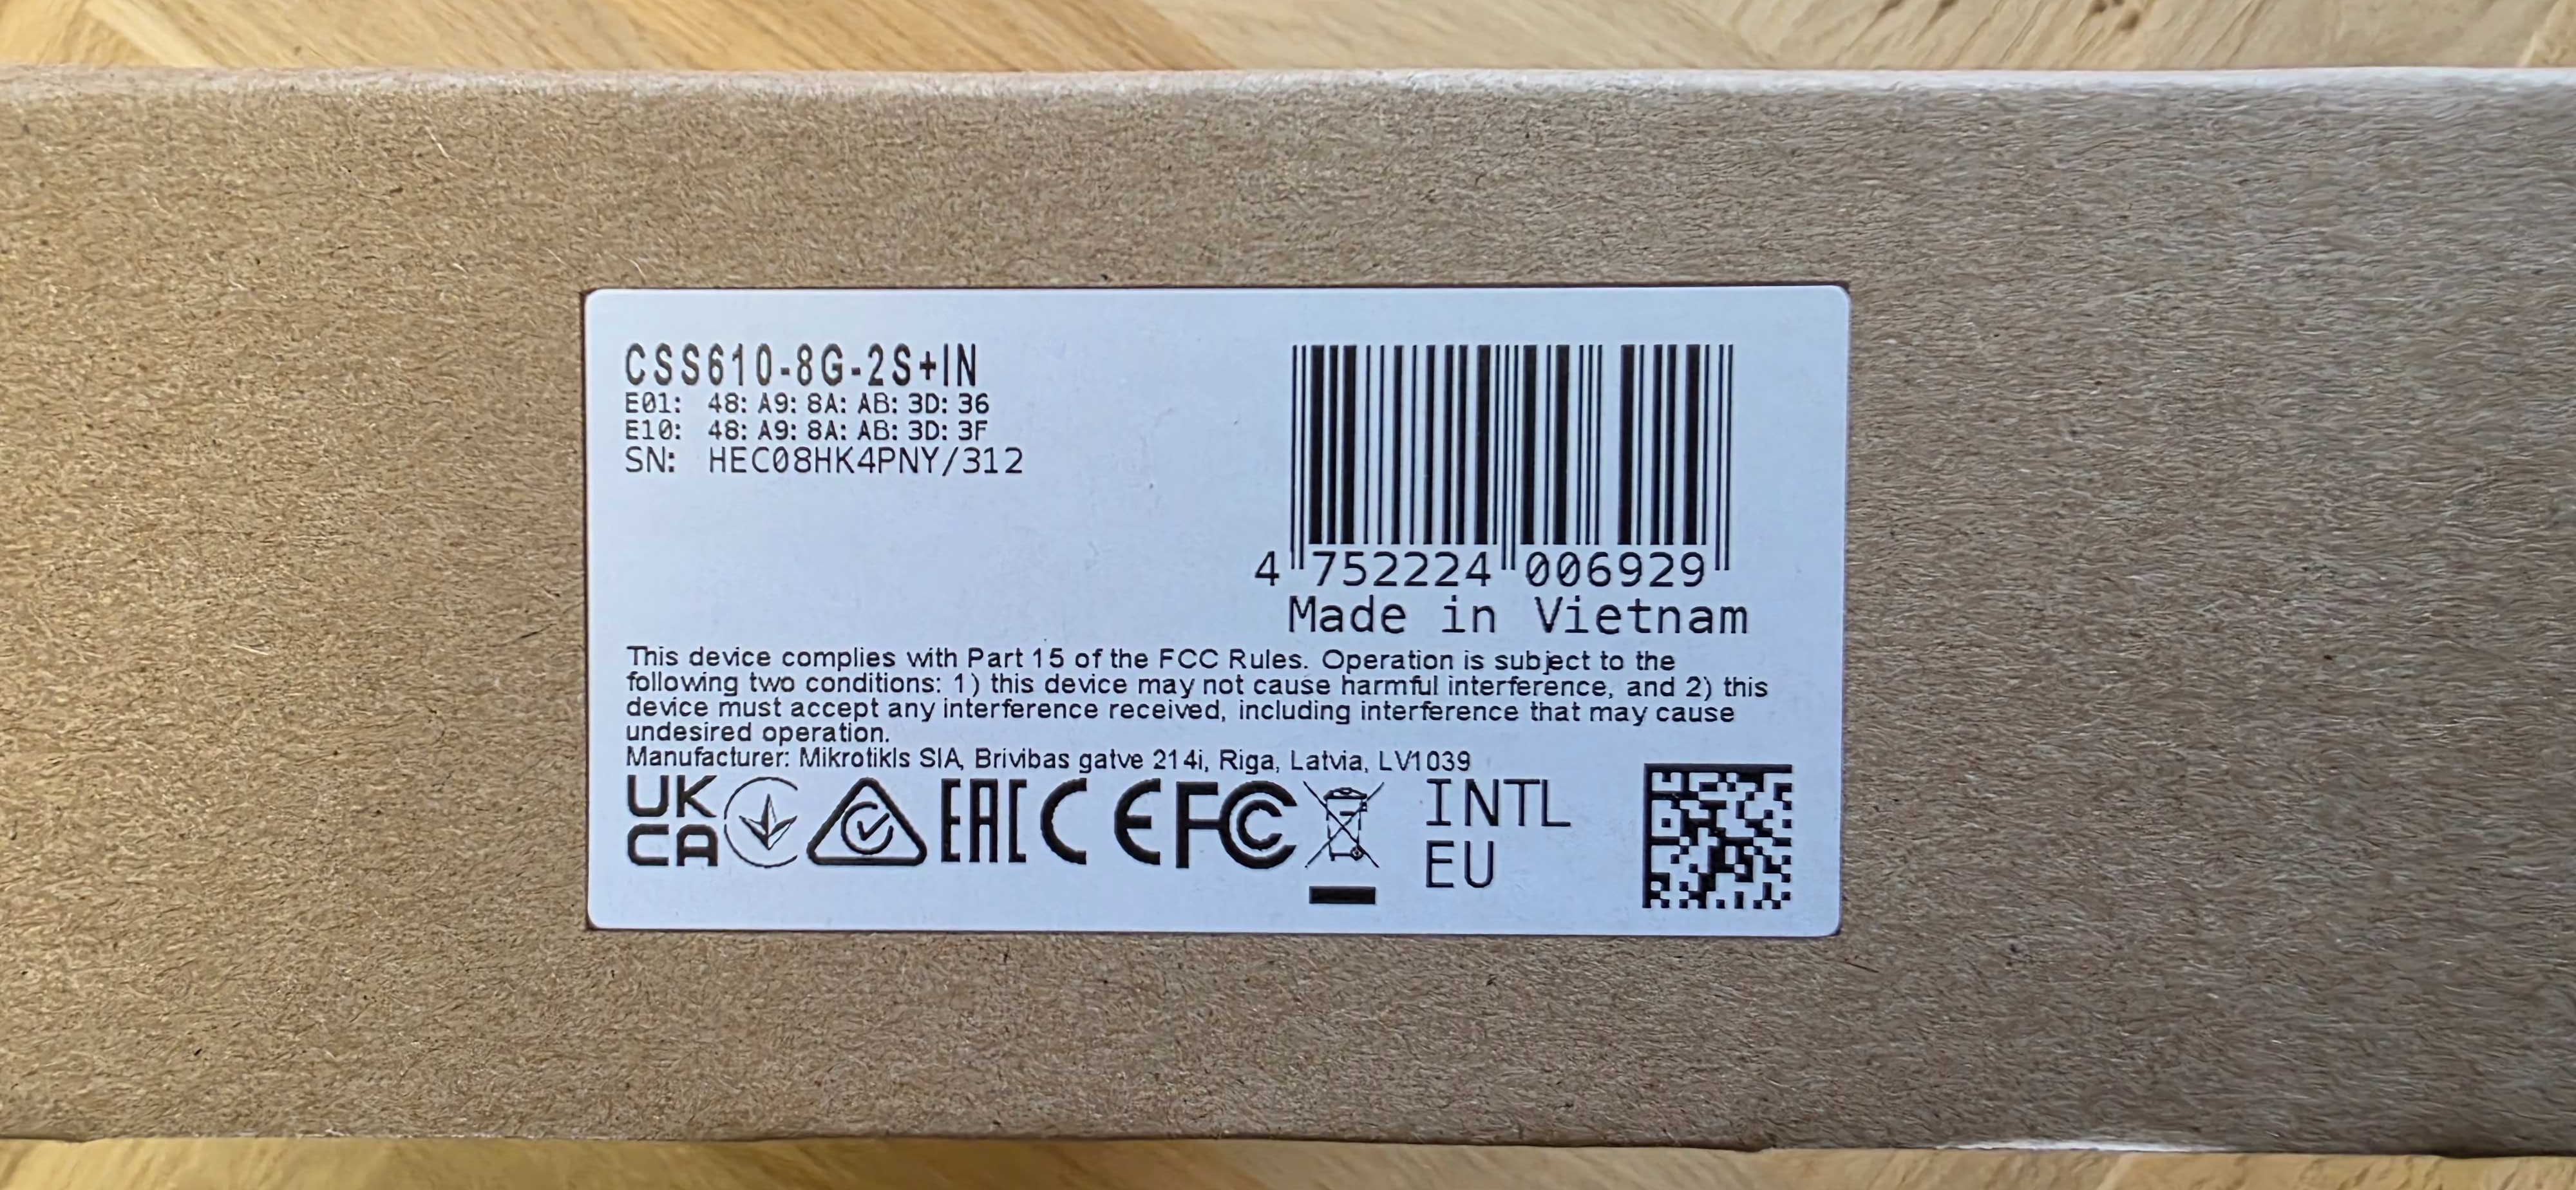 CSS610-8G-2S+IN
E01: 48: A9: 8A: AB: 3D: 36
E10: 48: A9: 8A: AB: 3D: 3F
SN: HEC08HK4PNY/312
4 752224 006929
Made in Vietnam
This device complies with Part 15 of the FCC Rules. Operation is subject to the
following two conditions: 1) this device may not cause harmful interference, and 2) this
device must accept any interference received, including interference that may cause
undesired operation.
Manufacturer: Mikrotikls SIA, Brivibas gatve 214i, Riga, Latvia, LV1039
UK CA EAC CE FC INTL
EU